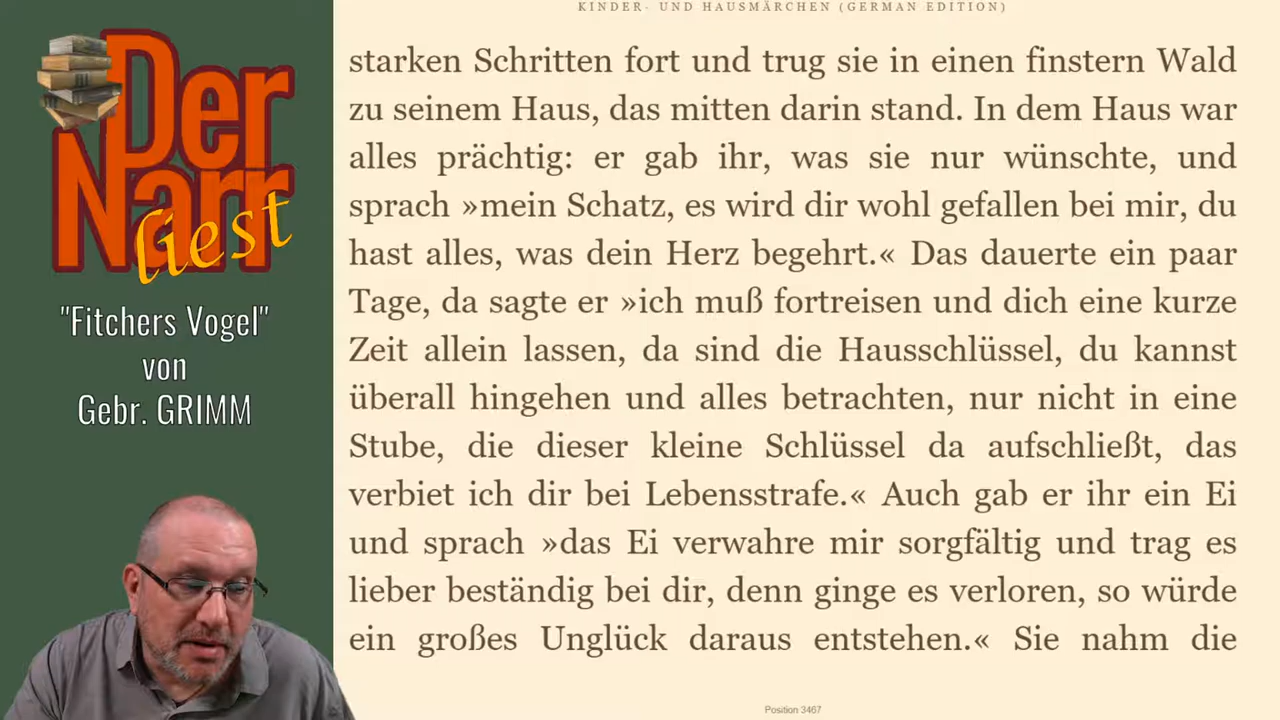 KINDER- UND HAUSMÄRCHEN (GERMAN EDITION)
Der
Narr
liest
"Fitchers Vogel"
von
Gebr. GRIMM
starken Schritten fort und trug sie in einen finstern Wald
zu seinem Haus, das mitten darin stand. In dem Haus war
alles prächtig: er gab ihr, was sie nur wünschte, und
sprach »mein Schatz, es wird dir wohl gefallen bei mir, du
hast alles, was dein Herz begehrt.« Das dauerte ein paar
Tage, da sagte er »ich muß fortreisen und dich eine kurze
Zeit allein lassen, da sind die Hausschlüssel, du kannst
überall hingehen und alles betrachten, nur nicht in eine
Stube, die dieser kleine Schlüssel da aufschließt, das
verbiet ich dir bei Lebensstrafe.« Auch gab er ihr ein Ei
und sprach »das Ei verwahre mir sorgfältig und trag es
lieber beständig bei dir, denn ginge es verloren, so würde
ein großes Unglück daraus entstehen.« Sie nahm die
Position 3467